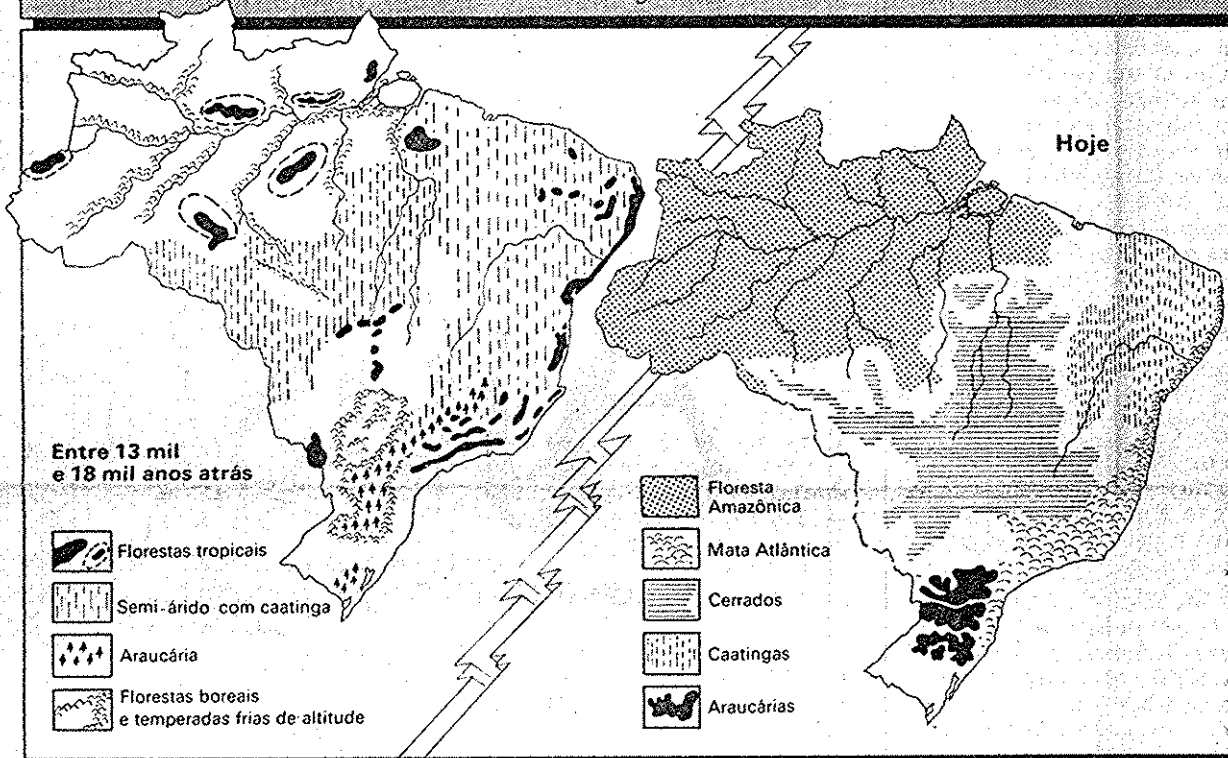 Hoje
Entre 13 mil
e 18 mil anos atrás
Florestas tropicais
Semi-árido com caatinga
Araucária
Florestas boreais
e temperadas frias de altitude
Floresta
Amazônica
Mata Atlântica
Cerrados
Caatingas
Araucárias